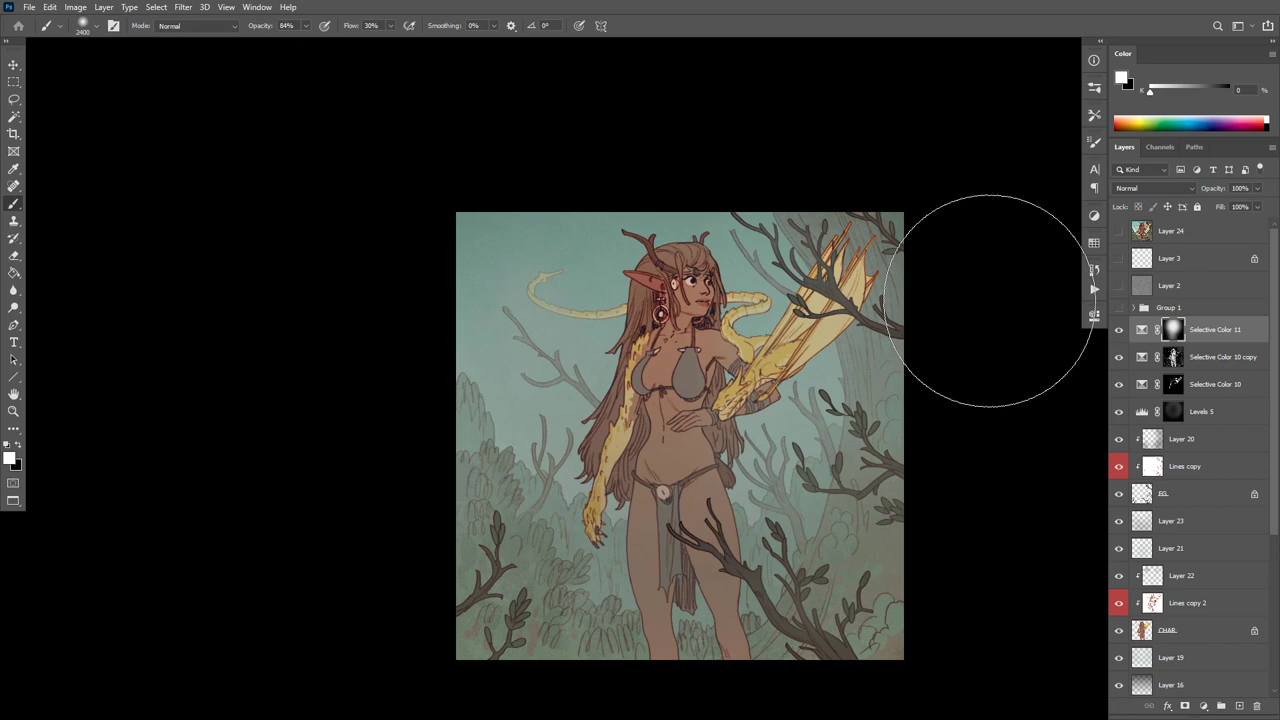 Ps File Edit Image Layer Type Select Filter 3D View Window Help
2400 Mode: Normal Opacity: 84% Flow: 30% Smoothing: 0% 0°
Color
K 0 %
Layers Channels Paths
Kind
Normal Opacity: 100%
Lock: Fill: 100%
Layer 24
Layer 3
Layer 2
Group 1
Selective Color 11
Selective Color 10 copy
Selective Color 10
Levels 5
Layer 20
Lines copy
FG
Layer 23
Layer 21
Layer 22
Lines copy 2
CHAR
Layer 19
Layer 16